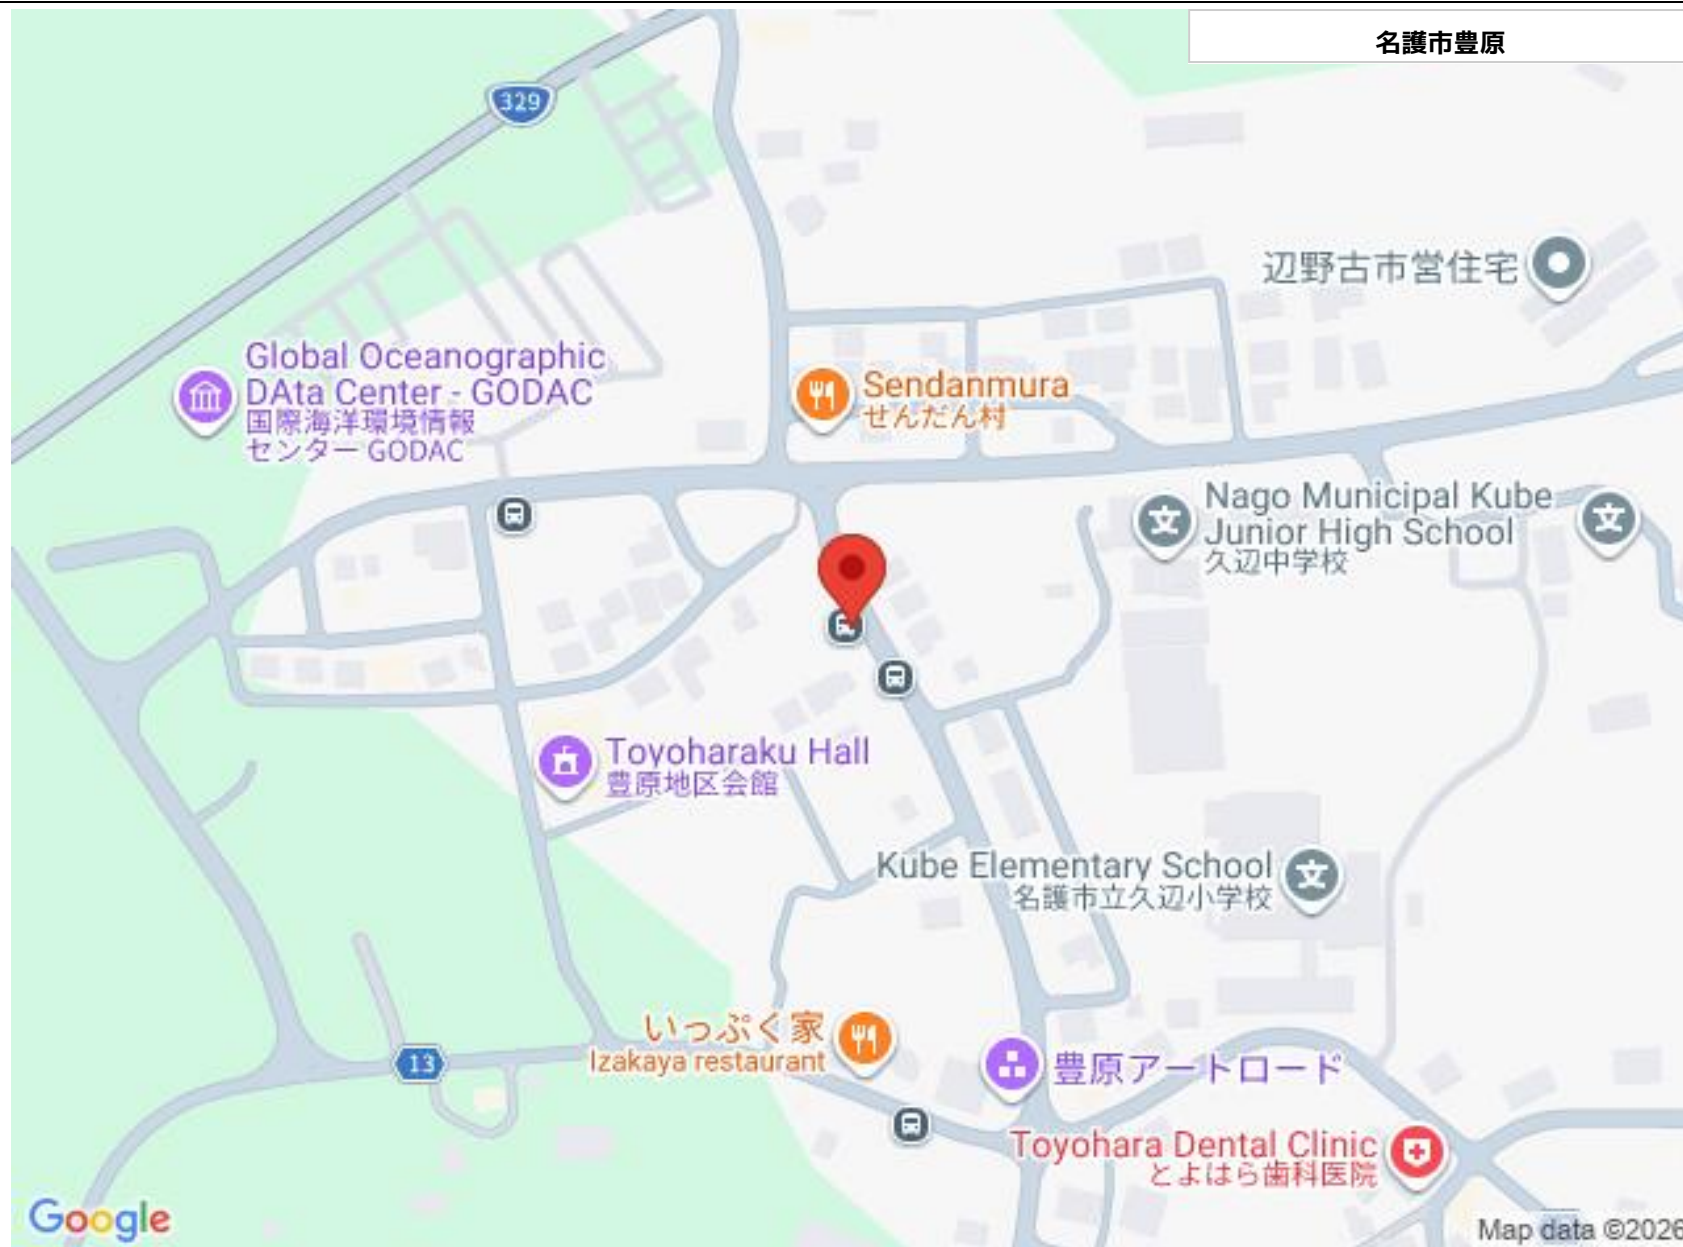 名護市豊原
329
辺野古市営住宅
Global Oceanographic
DAta Center - GODAC
国際海洋環境情報
センター GODAC
Sendanmura
せんだん村
Nago Municipal Kube
Junior High School
久辺中学校
文
文
Toyoharaku Hall
豊原地区会館
Kube Elementary School
名護市立久辺小学校
文
いっぷく家
Izakaya restaurant
13
豊原アートロード
Toyohara Dental Clinic
とよはら歯科医院
Google
Map data ©2026